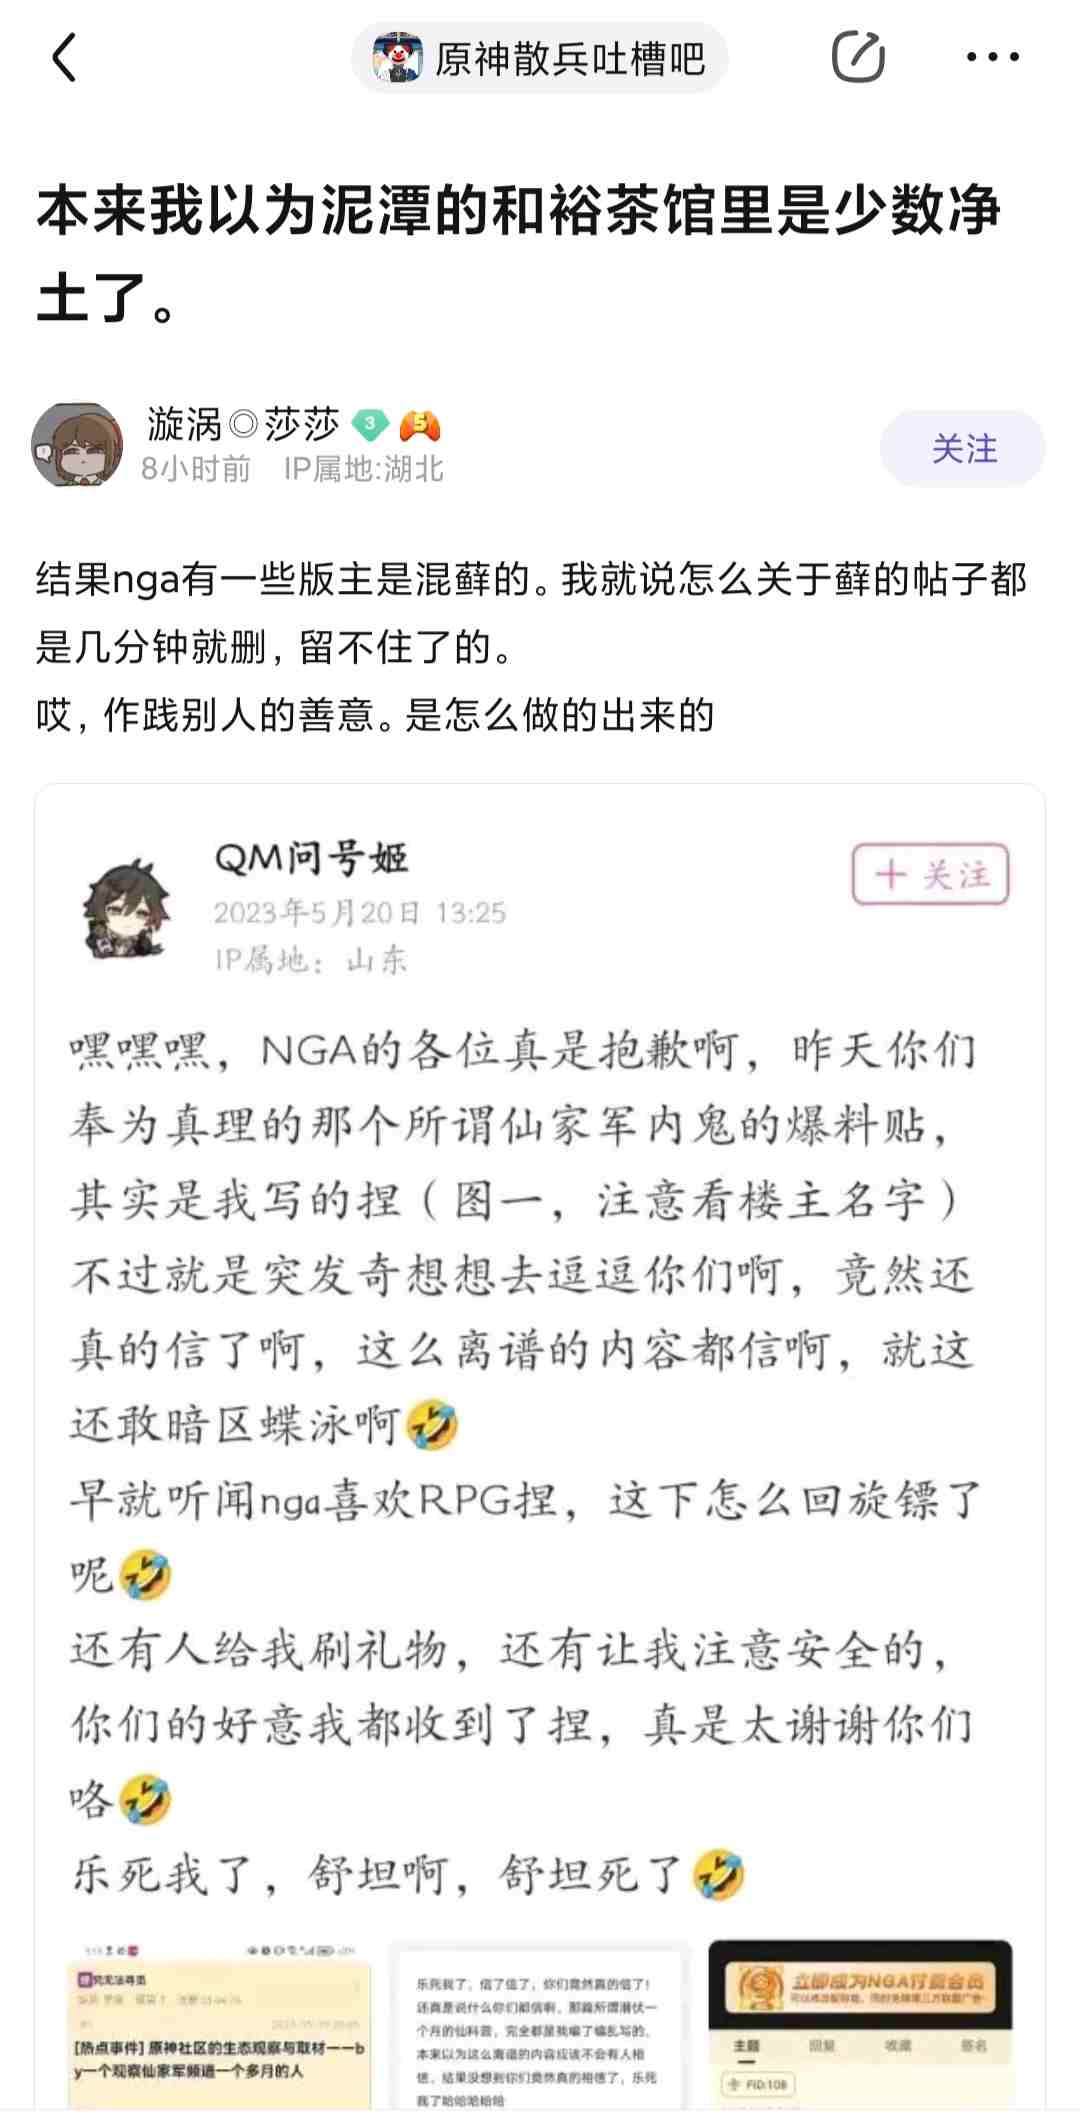 原神散兵吐槽吧
本来我以为泥潭的和裕茶馆里是少数净
土了。
漩涡◎莎莎 3 5
8小时前 IP属地:湖北
关注
结果nga有一些版主是混藓的。我就说怎么关于藓的帖子都
是几分钟就删，留不住了的。
哎，作践别人的善意。是怎么做的出来的
QM问号姬
2023年5月20日 13:25
IP属地：山东
+ 关注
嘿嘿嘿，NGA的各位真是抱歉啊，昨天你们
奉为真理的那个所谓仙家军内鬼的爆料贴，
其实是我写的捏（图一，注意看楼主名字）
不过就是突发奇想想去逗逗你们啊，竟然还
真的信了啊，这么离谱的内容都信啊，就这
还敢暗区蝶泳啊🤣
早就听闻nga喜欢RPG捏，这下怎么回旋镖了
呢🤣
还有人给我刷礼物，还有让我注意安全的，
你们的好意我都收到了捏，真是太谢谢你们
咯🤣
乐死我了，舒坦啊，舒坦死了🤣
[热点事件] 原神社区的生态观察与取材——b
y一个观察仙家军频道一个多月的人
乐死我了，信了信了，你们竟然真的信了！
还真是说什么你们都信啊，那篇所谓潜伏一
个月的仙科普，完全都是我编了编乱写的，
本来以为这么离谱的内容应该不会有人相
信，结果没想到你们竟然真的相信了，乐死
我了哈哈哈哈哈
立即成为NGA付费会员
主题 回复 收藏 签名
FID:108